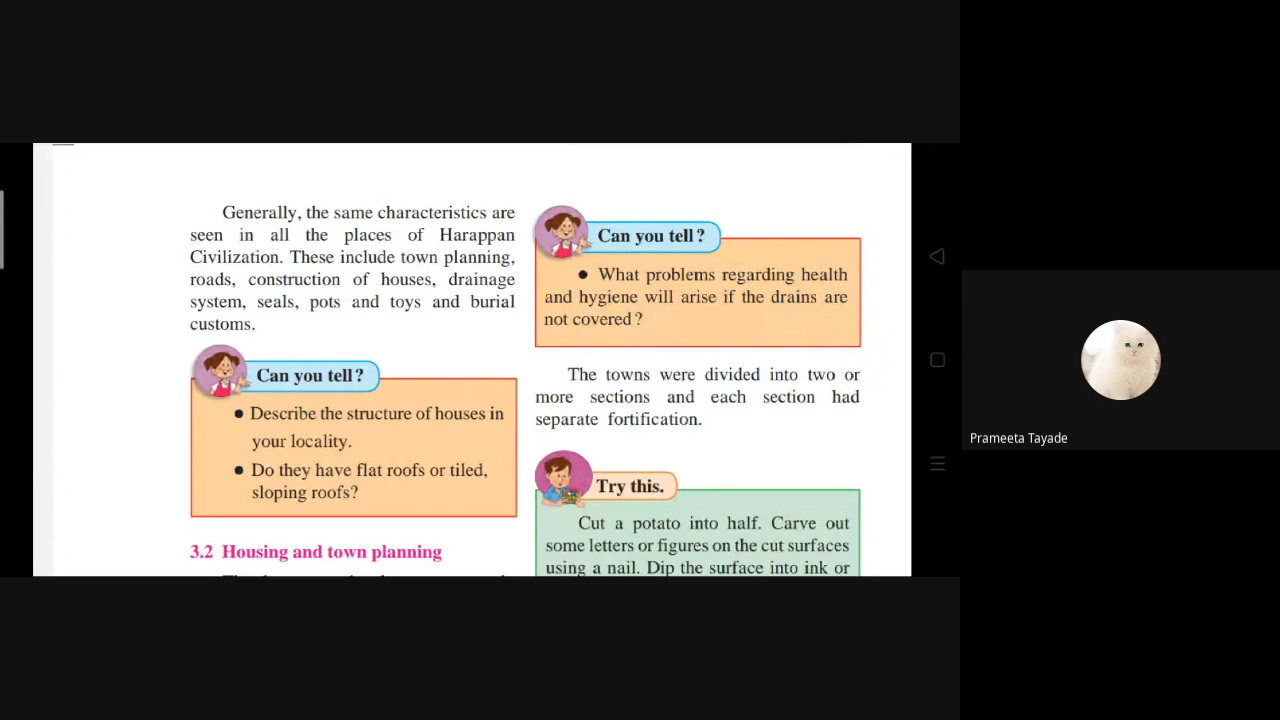 Generally, the same characteristics are
seen in all the places of Harappan
Civilization. These include town planning,
roads, construction of houses, drainage
system, seals, pots and toys and burial
customs.
Can you tell?
● Describe the structure of houses in
your locality.
● Do they have flat roofs or tiled,
sloping roofs?
3.2 Housing and town planning
Can you tell?
● What problems regarding health
and hygiene will arise if the drains are
not covered?
The towns were divided into two or
more sections and each section had
separate fortification.
Try this.
Cut a potato into half. Carve out
some letters or figures on the cut surfaces
using a nail. Dip the surface into ink or
Prameeta Tayade